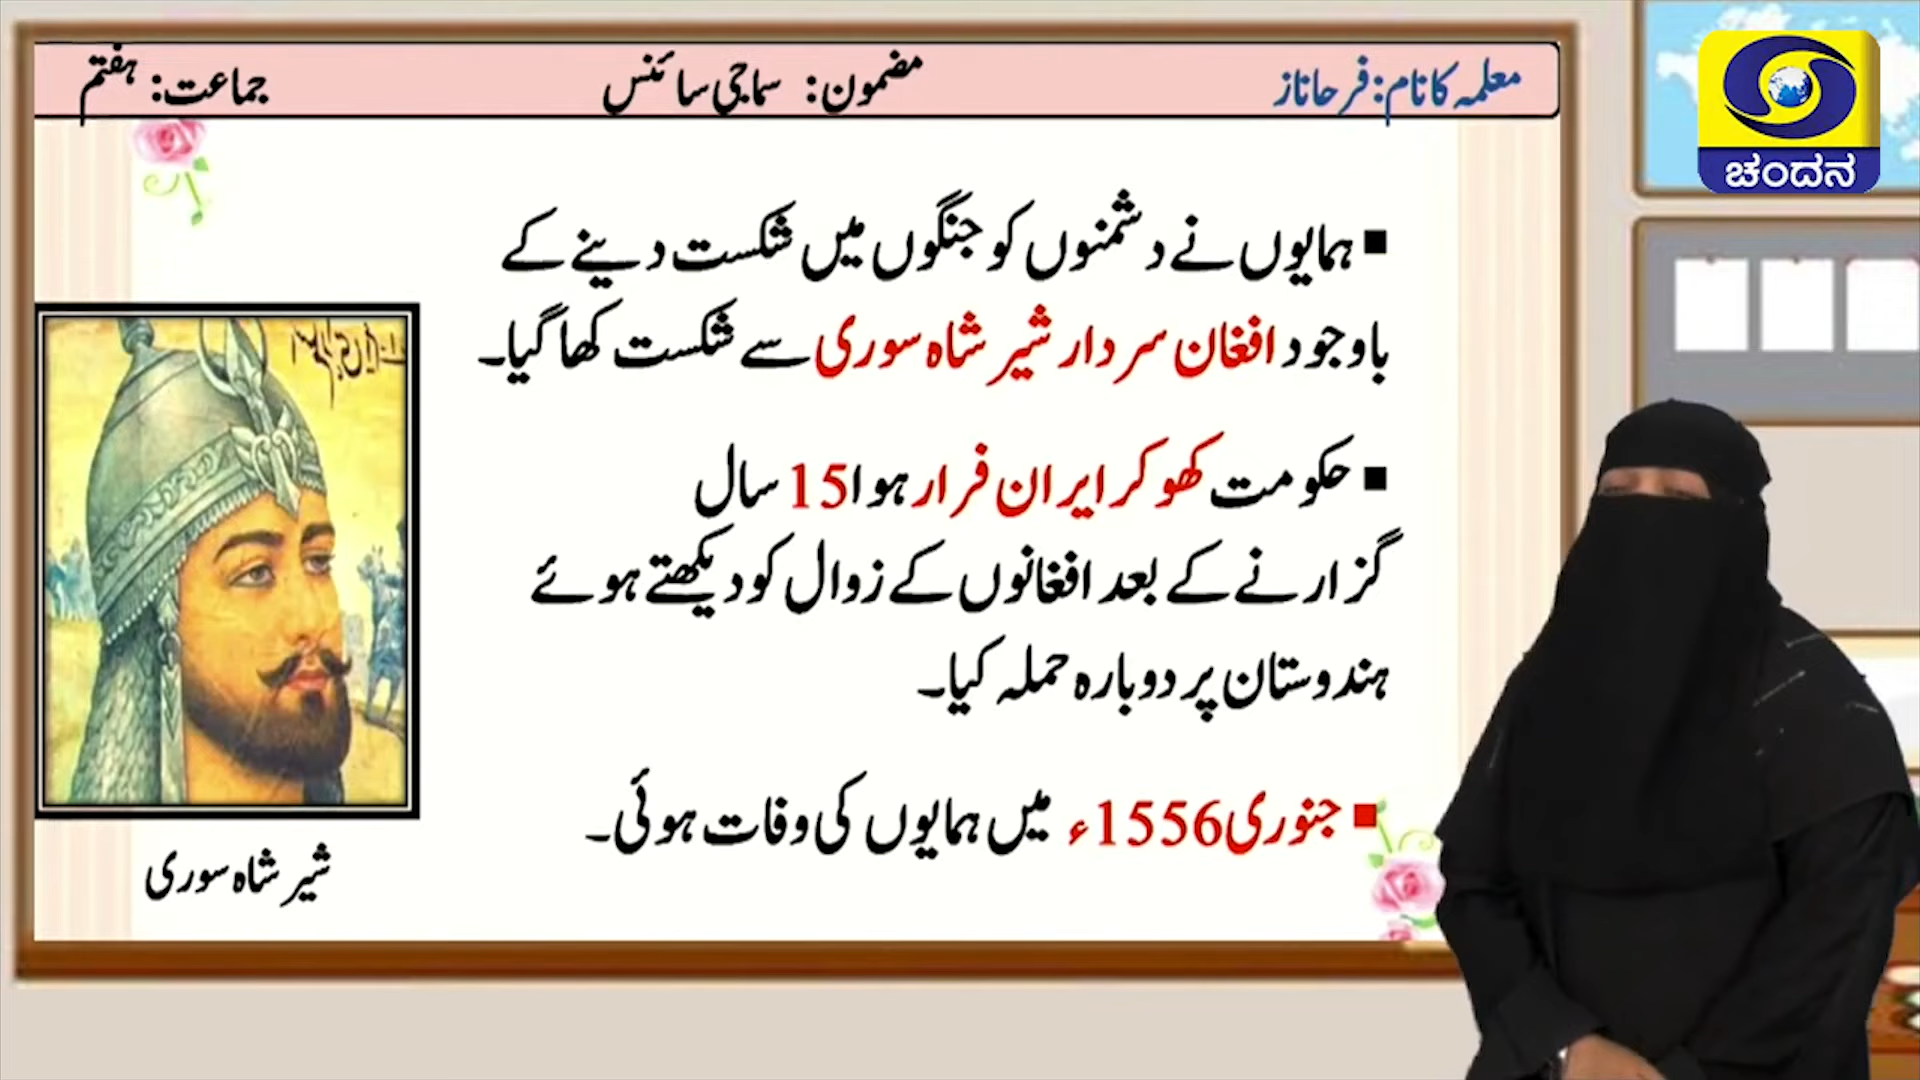 معلمہ کا نام: فرحاناز
مضمون: سماجی سائنس
جماعت: ہفتم
ಚಂದನ
▪ ہمایوں نے دشمنوں کو جنگوں میں شکست دینے کے
باوجود افغان سردار شیر شاہ سوری سے شکست کھا گیا۔
▪ حکومت کھو کر ایران فرار ہوا 15 سال
گزارنے کے بعد افغانوں کے زوال کو دیکھتے ہوئے
ہندوستان پر دوبارہ حملہ کیا۔
▪ جنوری 1556ء میں ہمایوں کی وفات ہوئی۔
شیر شاہ سوری